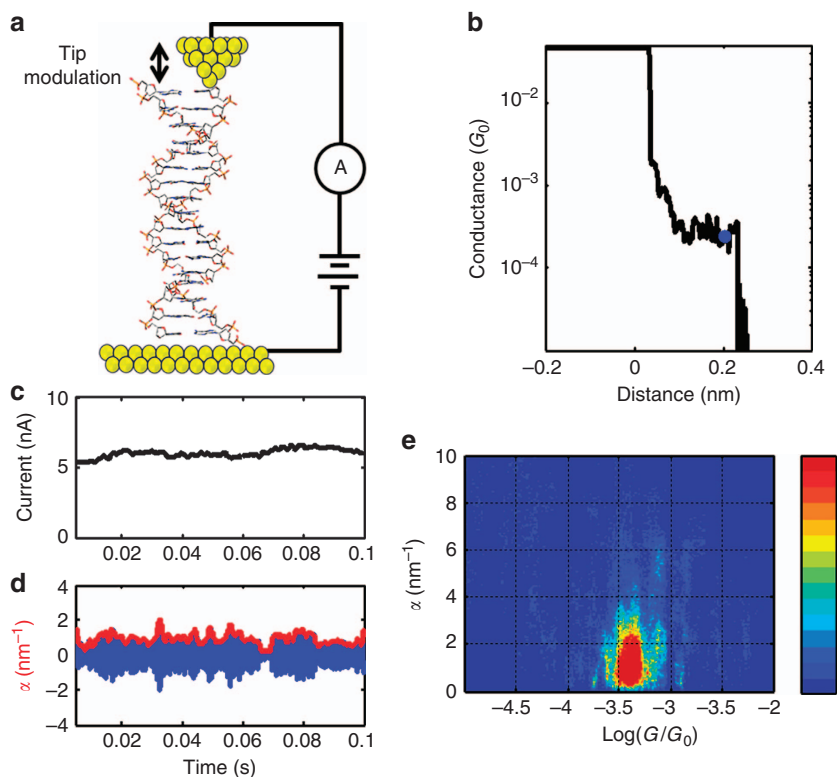 a
Tip
modulation
A
b
Conductance (G₀)
10⁻²
10⁻³
10⁻⁴
−0.2 0 0.2 0.4
Distance (nm)
c
Current (nA)
10
5
0
0.02 0.04 0.06 0.08 0.1
d
α (nm⁻¹)
4
2
0
−2
−4
0.02 0.04 0.06 0.08 0.1
Time (s)
e
α (nm⁻¹)
10
8
6
4
2
0
−4.5 −4 −3.5 −3 −3.5 −2
Log(G/G₀)